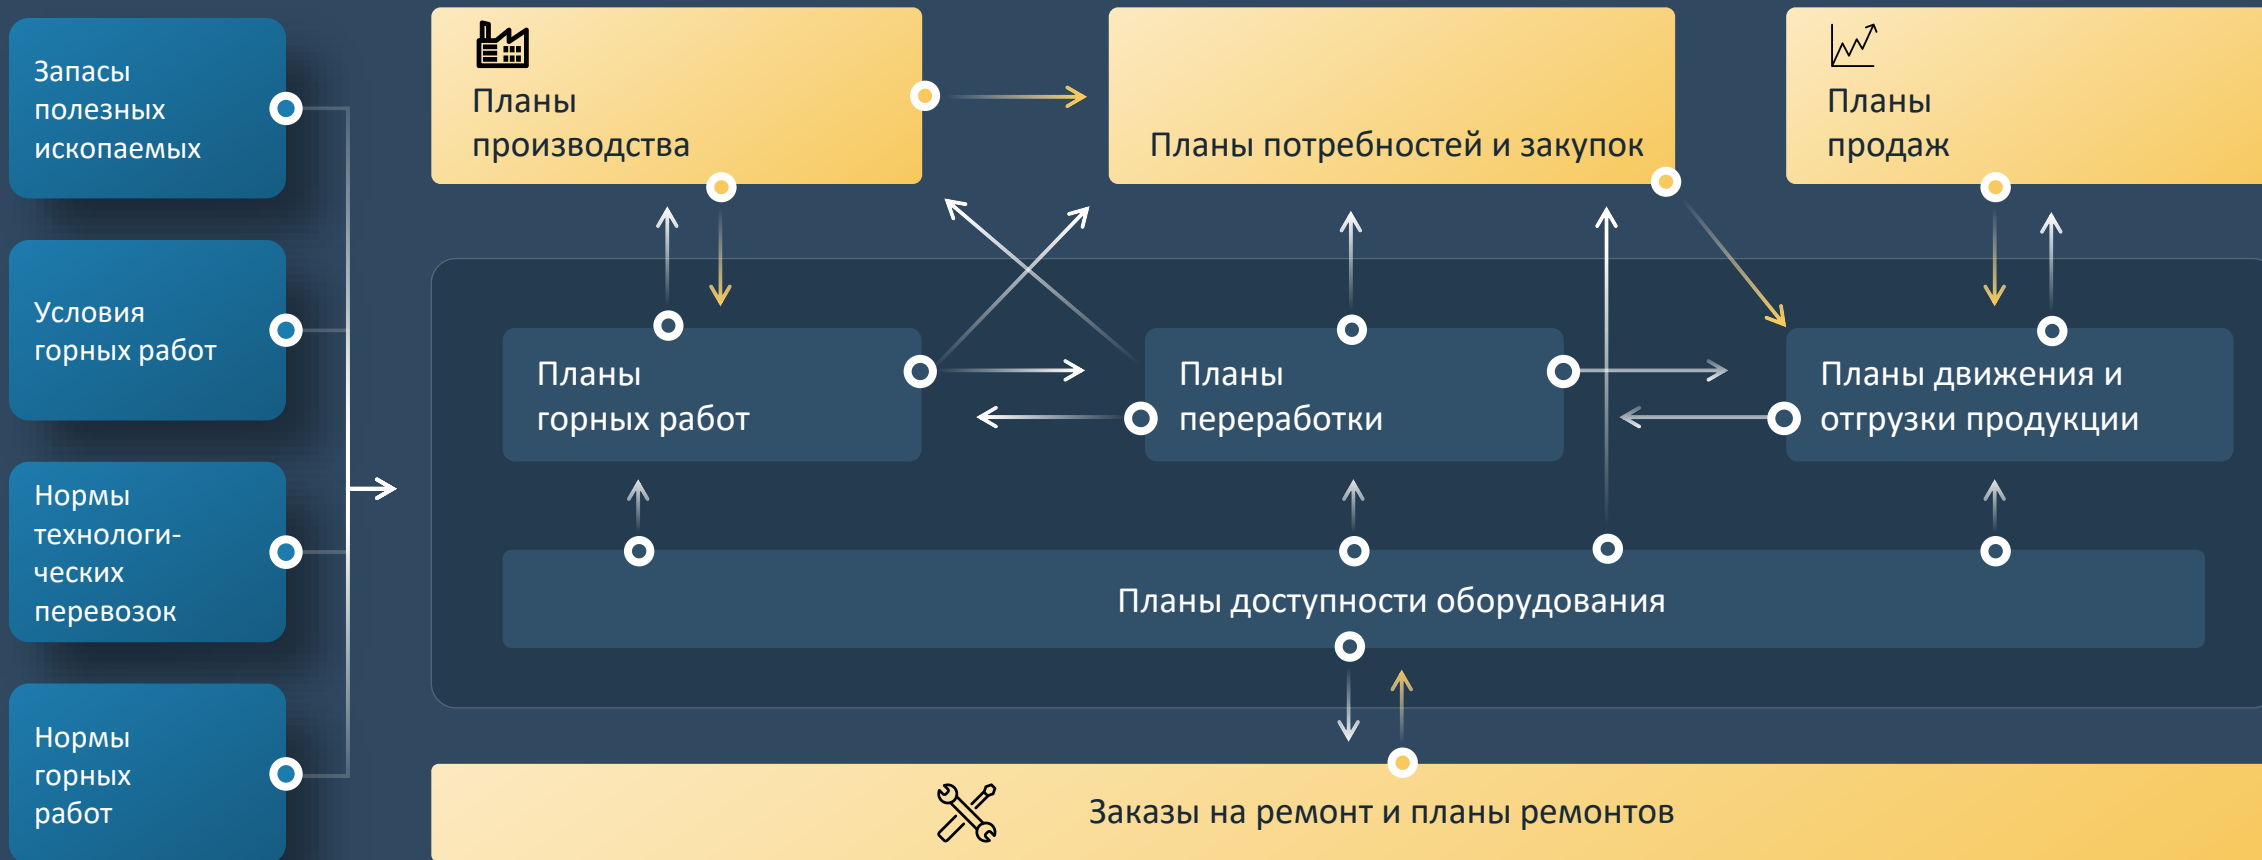 Запасы
полезных
ископаемых
Условия
горных работ
Нормы
технологи-
ческих
перевозок
Нормы
горных
работ
Планы
производства
Планы потребностей и закупок
Планы
продаж
Планы
горных работ
Планы
переработки
Планы движения и
отгрузки продукции
Планы доступности оборудования
Заказы на ремонт и планы ремонтов